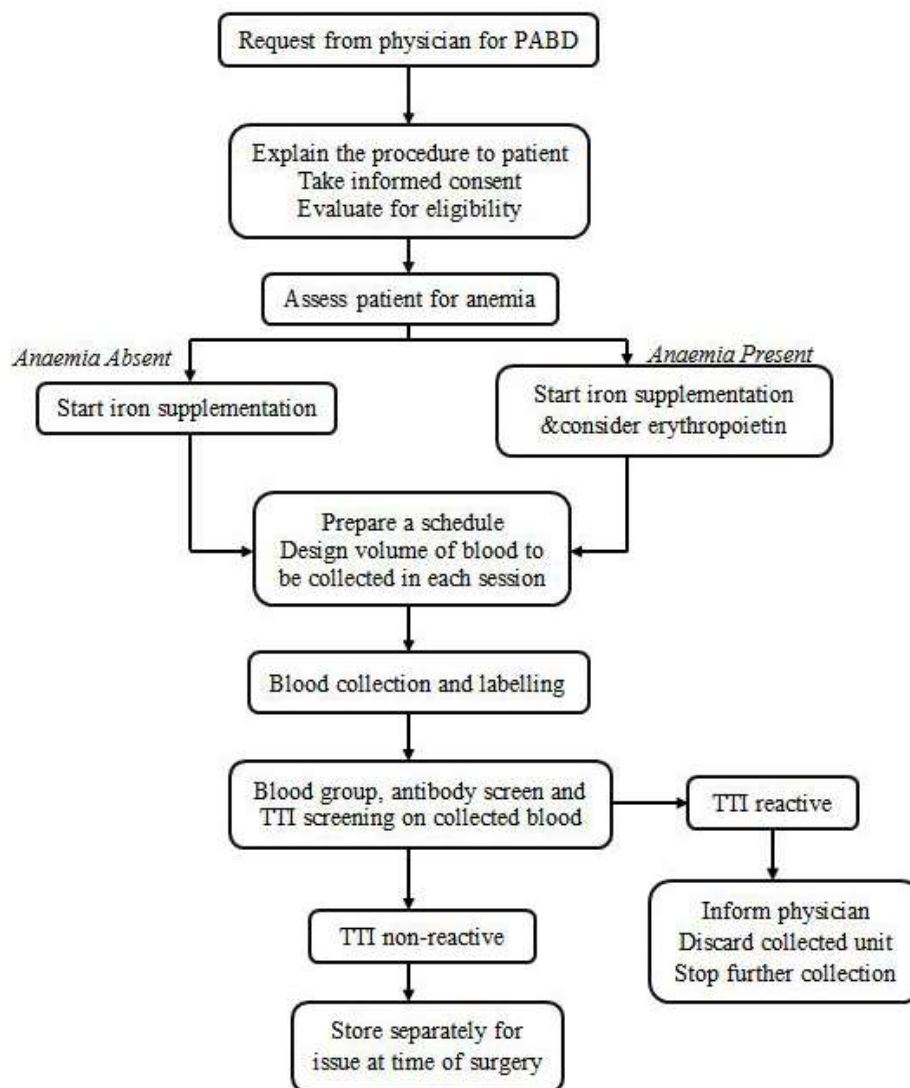 Request from physician for PABD
Explain the procedure to patient
Take informed consent
Evaluate for eligibility
Assess patient for anemia
Anaemia Absent
Anaemia Present
Start iron supplementation
Start iron supplementation
&consider erythropoietin
Prepare a schedule
Design volume of blood to
be collected in each session
Blood collection and labelling
Blood group, antibody screen and
TTI screening on collected blood
TTI reactive
Inform physician
Discard collected unit
Stop further collection
TTI non-reactive
Store separately for
issue at time of surgery